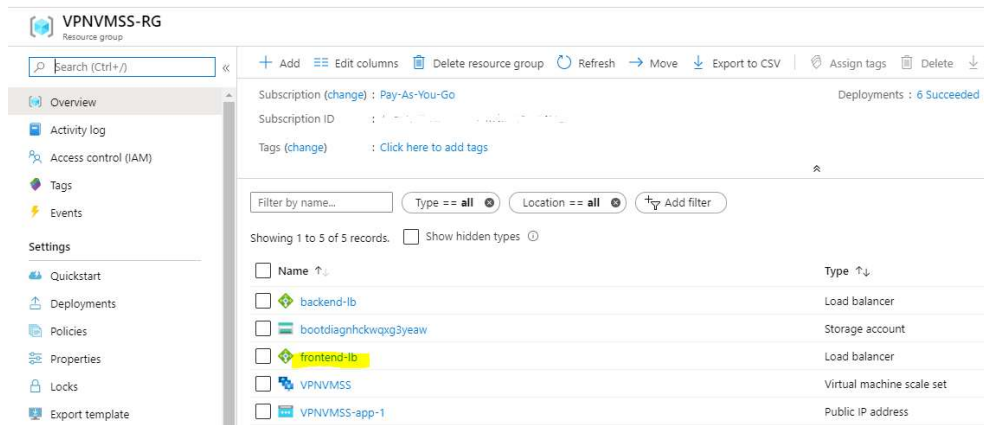 VPNVMSS-RG
Resource group
Search (Ctrl+/)
«
Overview
Activity log
Access control (IAM)
Tags
Events
Settings
Quickstart
Deployments
Policies
Properties
Locks
Export template
+ Add Edit columns Delete resource group Refresh → Move Export to CSV Assign tags Delete
Subscription (change) : Pay-As-You-Go Deployments : 6 Succeeded
Subscription ID :
Tags (change) : Click here to add tags
Filter by name... Type == all Location == all Add filter
Showing 1 to 5 of 5 records. Show hidden types
Name ↑↓ Type ↑↓
backend-lb Load balancer
bootdiagnhckwqxg3yeaw Storage account
frontend-lb Load balancer
VPNVMSS Virtual machine scale set
VPNVMSS-app-1 Public IP address